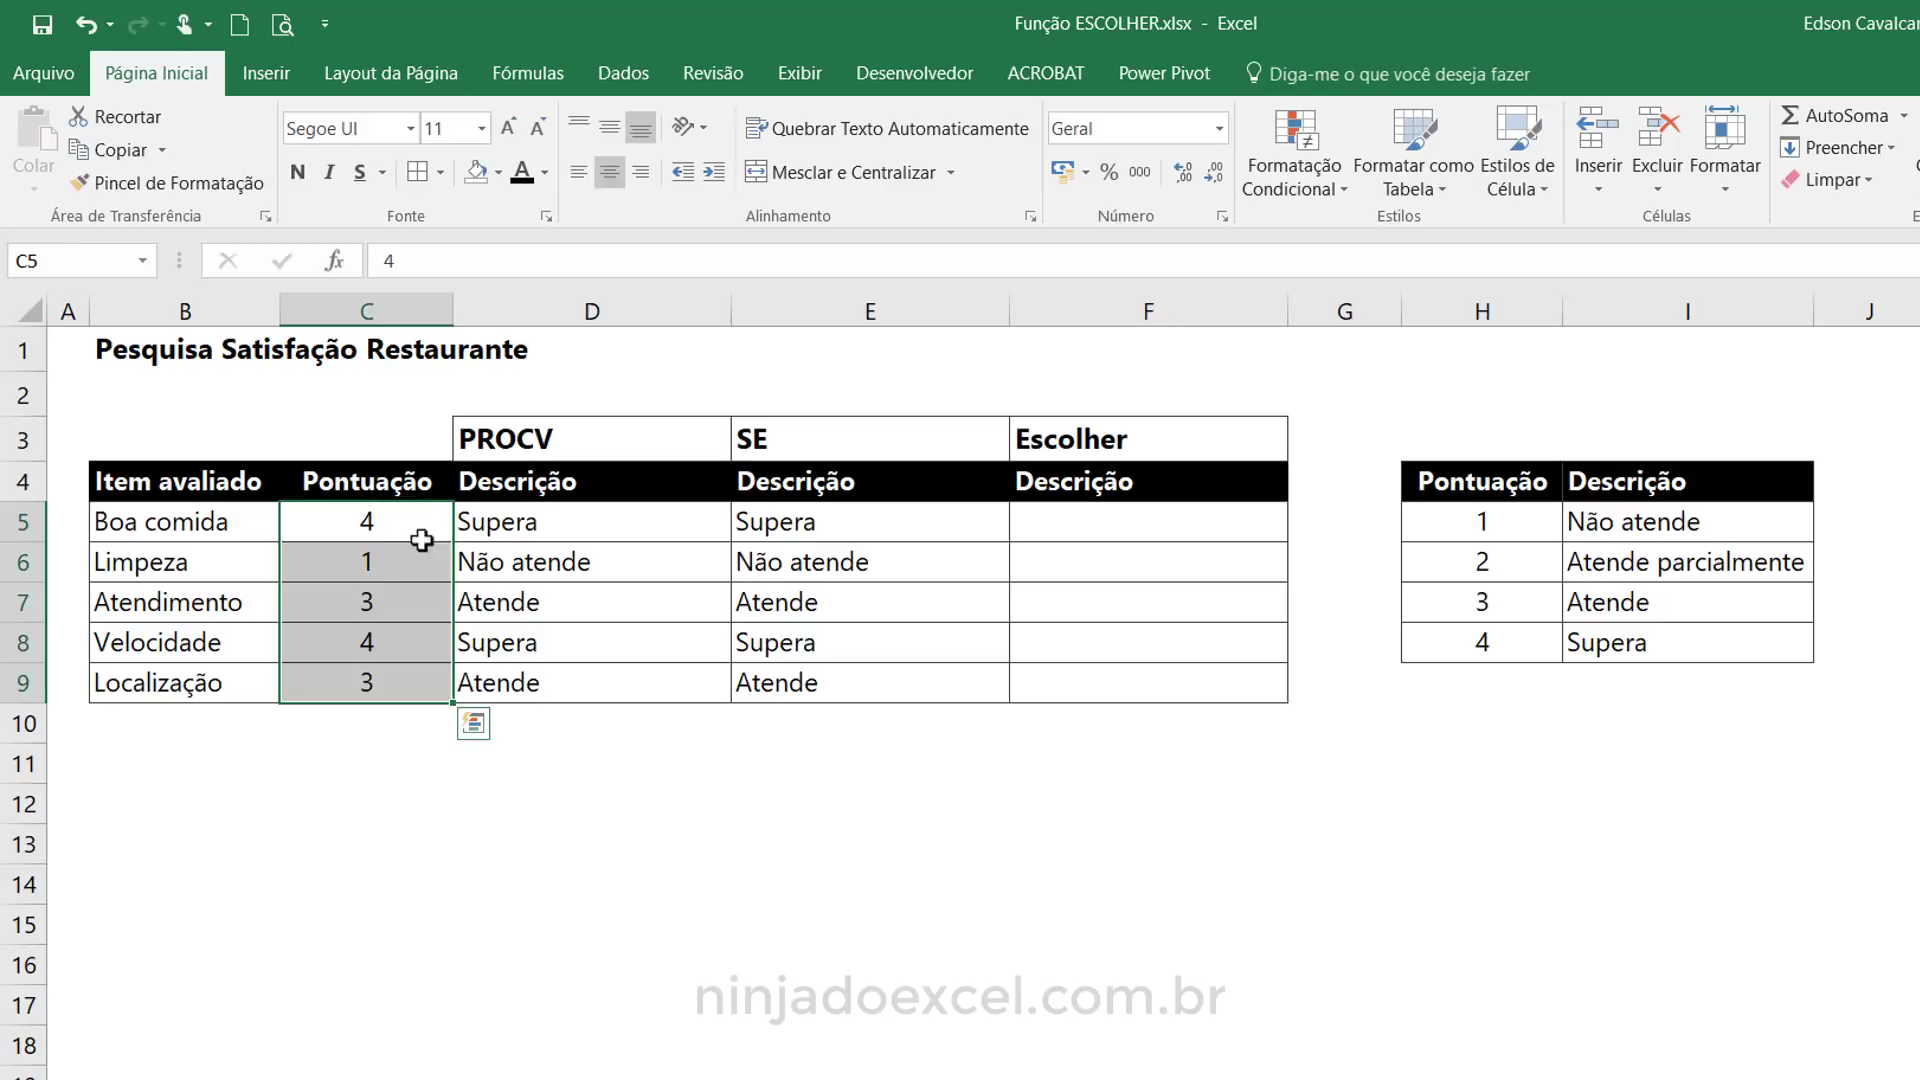 Função ESCOLHER.xlsx - Excel
Edson Cavalcan
Arquivo Página Inicial Inserir Layout da Página Fórmulas Dados Revisão Exibir Desenvolvedor ACROBAT Power Pivot Diga-me o que você deseja fazer
Colar
Recortar
Copiar
Pincel de Formatação
Área de Transferência
Segoe UI 11
N I S
A
Fonte
Quebrar Texto Automaticamente
Mesclar e Centralizar
Alinhamento
Geral
% 000
Número
Formatação Condicional
Formatar como Tabela
Estilos de Célula
Estilos
Inserir
Excluir
Formatar
Células
AutoSoma
Preencher
Limpar
C5 fx 4
A B C D E F G H I J
1 Pesquisa Satisfação Restaurante
2
3 PROCV SE Escolher
4 Item avaliado Pontuação Descrição Descrição Descrição Pontuação Descrição
5 Boa comida 4 Supera Supera 1 Não atende
6 Limpeza 1 Não atende Não atende 2 Atende parcialmente
7 Atendimento 3 Atende Atende 3 Atende
8 Velocidade 4 Supera Supera 4 Supera
9 Localização 3 Atende Atende
10
11
12
13
14
15
16
17
18
ninjadoexcel.com.br